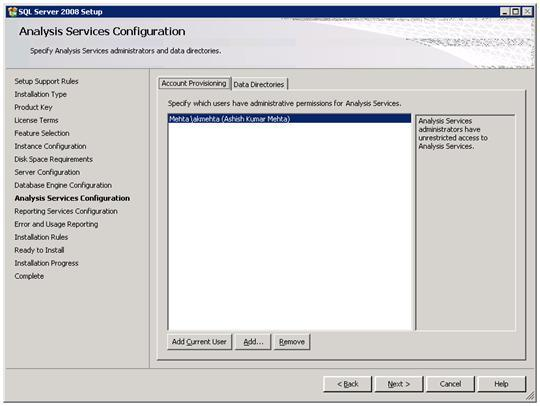 SQL Server 2008 Setup
Analysis Services Configuration
Specify Analysis Services administrators and data directories.
Setup Support Rules
Installation Type
Product Key
License Terms
Feature Selection
Instance Configuration
Disk Space Requirements
Server Configuration
Database Engine Configuration
Analysis Services Configuration
Reporting Services Configuration
Error and Usage Reporting
Installation Rules
Ready to Install
Installation Progress
Complete
Account Provisioning Data Directories
Specify which users have administrative permissions for Analysis Services.
Mehta\akmehta (Ashish Kumar Mehta)
Analysis Services
administrators have
unrestricted access to
Analysis Services.
Add Current User Add... Remove
< Back Next > Cancel Help